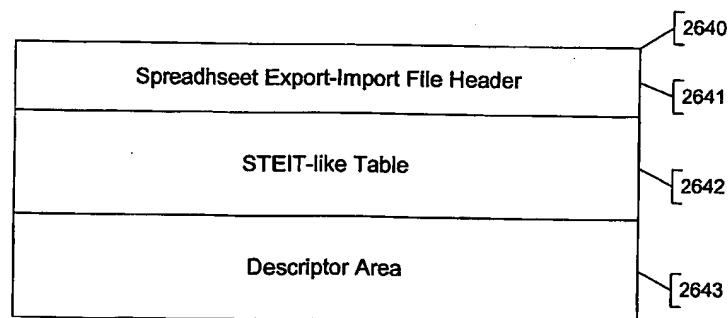 2640
Spreadhseet Export-Import File Header
2641
STEIT-like Table
2642
Descriptor Area
2643